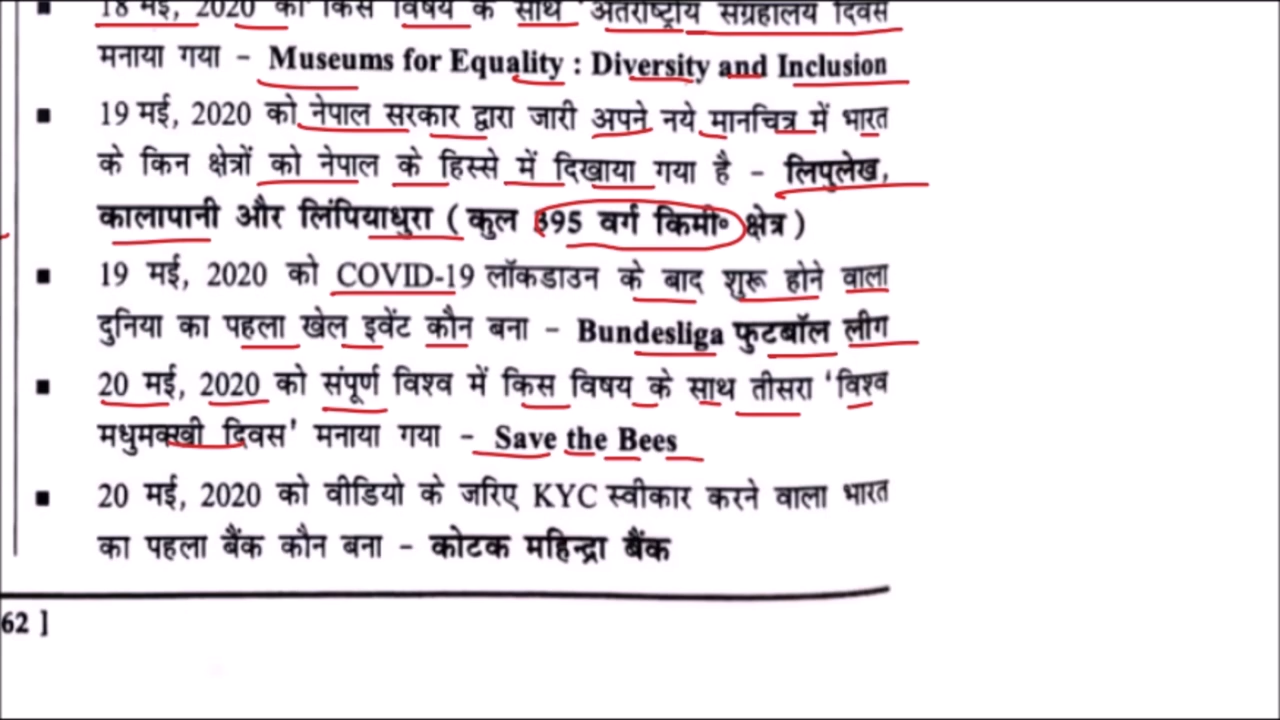 18 मई, 2020 को किस विषय के साथ 'अंतर्राष्ट्रीय संग्रहालय दिवस
मनाया गया - Museums for Equality : Diversity and Inclusion
■ 19 मई, 2020 को नेपाल सरकार द्वारा जारी अपने नये मानचित्र में भारत
के किन क्षेत्रों को नेपाल के हिस्से में दिखाया गया है - लिपुलेख,
कालापानी और लिंपियाधुरा ( कुल 395 वर्ग किमी॰ क्षेत्र )
■ 19 मई, 2020 को COVID-19 लॉकडाउन के बाद शुरू होने वाला
दुनिया का पहला खेल इवेंट कौन बना - Bundesliga फुटबॉल लीग
■ 20 मई, 2020 को संपूर्ण विश्व में किस विषय के साथ तीसरा 'विश्व
मधुमक्खी दिवस' मनाया गया - Save the Bees
■ 20 मई, 2020 को वीडियो के जरिए KYC स्वीकार करने वाला भारत
का पहला बैंक कौन बना - कोटक महिन्द्रा बैंक
62 ]